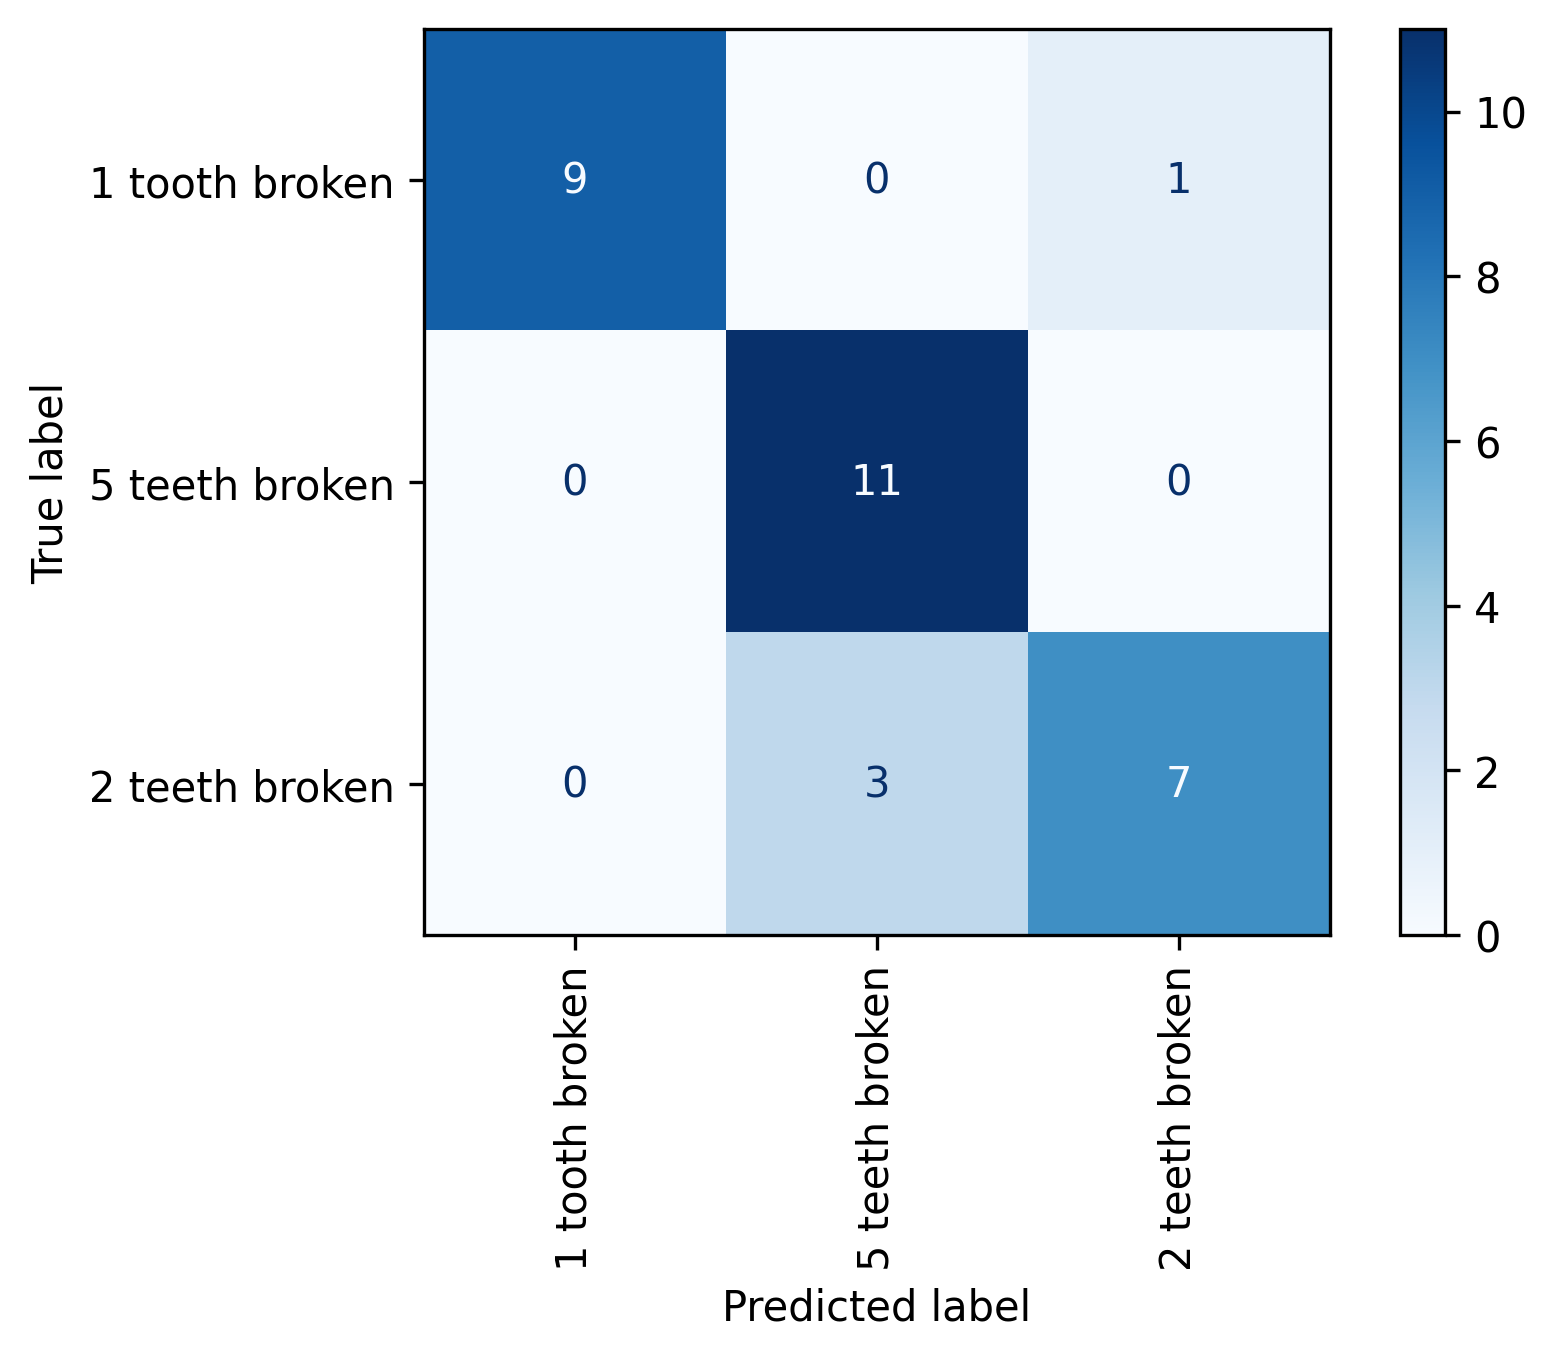 True label
1 tooth broken
9 0 1
5 teeth broken
0 11 0
2 teeth broken
0 3 7
1 tooth broken
5 teeth broken
2 teeth broken
Predicted label
10
8
6
4
2
0